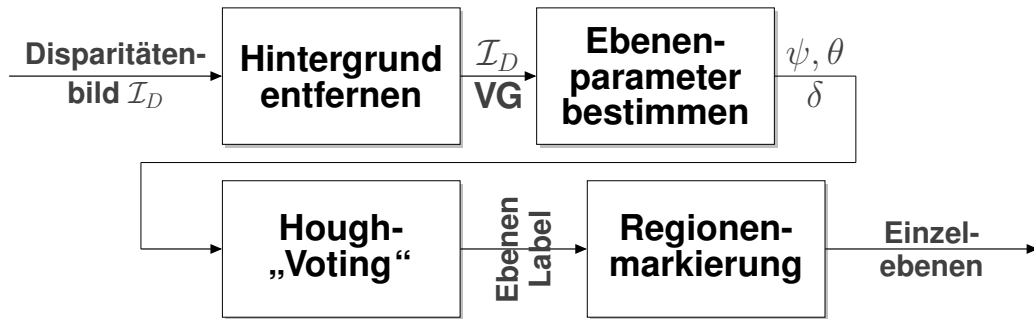 Disparitäten-
bild I_D
Hintergrund
entfernen
I_D
VG
Ebenen-
parameter
bestimmen
ψ, θ
δ
Hough-
„Voting“
Ebenen
Label
Regionen-
markierung
Einzel-
ebenen